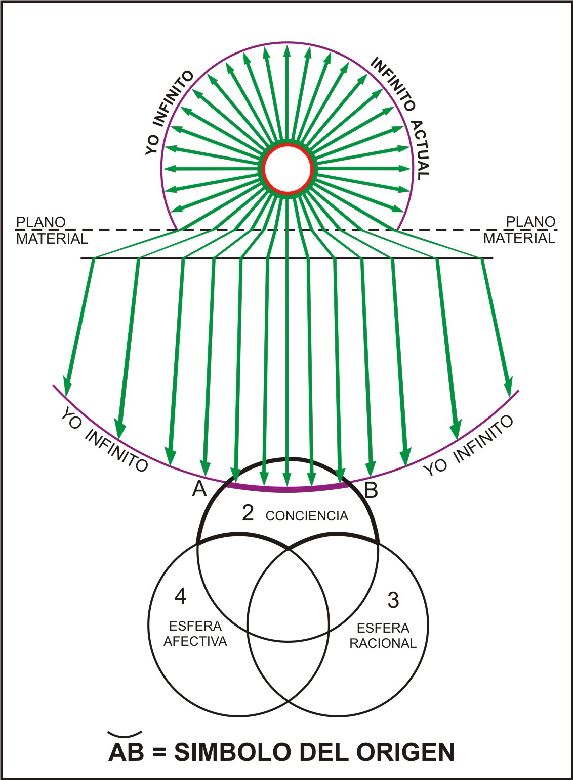 YO INFINITO
INFINITO ACTUAL
PLANO
MATERIAL
PLANO
MATERIAL
YO INFINITO
YO INFINITO
A
B
2 CONCIENCIA
4
3
ESFERA
AFECTIVA
ESFERA
RACIONAL
AB = SIMBOLO DEL ORIGEN